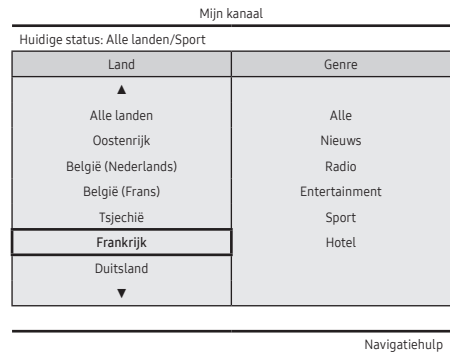 Mijn kanaal
Huidige status: Alle landen/Sport
Land Genre
▲
Alle landen Alle
Oostenrijk Nieuws
België (Nederlands) Radio
België (Frans) Entertainment
Tsjechië Sport
Frankrijk Hotel
Duitsland
▼
Navigatiehulp